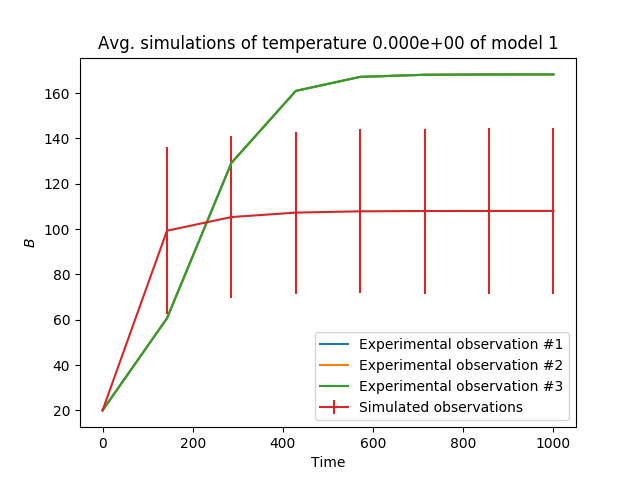 Avg. simulations of temperature 0.000e+00 of model 1
160
140
120
100
80
60
40
20
B
0
200
400
600
800
1000
Time
Experimental observation #1
Experimental observation #2
Experimental observation #3
Simulated observations